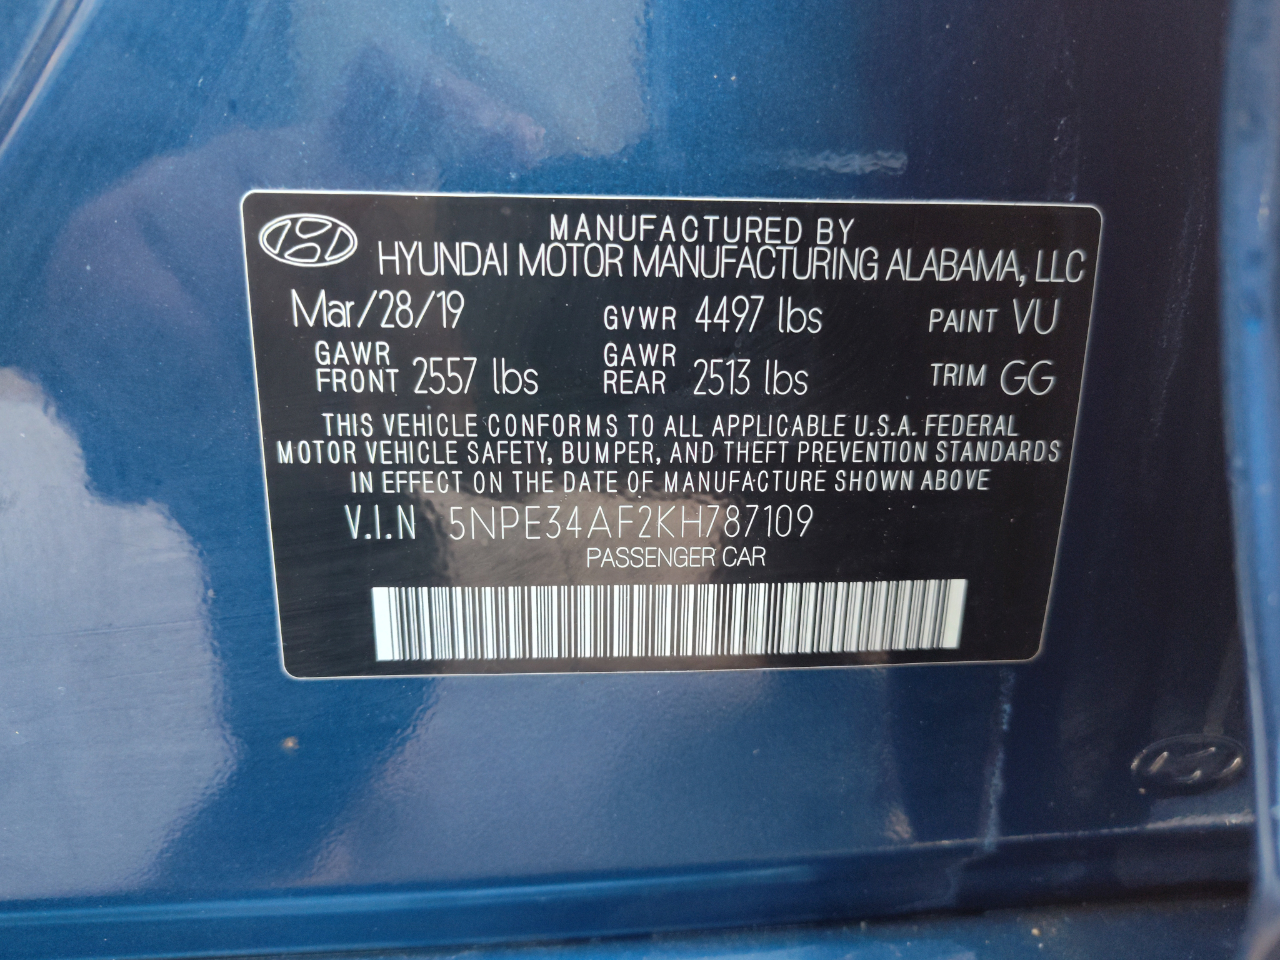 MANUFACTURED BY
HYUNDAI MOTOR MANUFACTURING ALABAMA, LLC
Mar/28/19 GVWR 4497 lbs PAINT VU
GAWR FRONT 2557 lbs GAWR REAR 2513 lbs TRIM GG
THIS VEHICLE CONFORMS TO ALL APPLICABLE U.S.A. FEDERAL
MOTOR VEHICLE SAFETY, BUMPER, AND THEFT PREVENTION STANDARDS
IN EFFECT ON THE DATE OF MANUFACTURE SHOWN ABOVE
V.I.N 5NPE34AF2KH787109
PASSENGER CAR